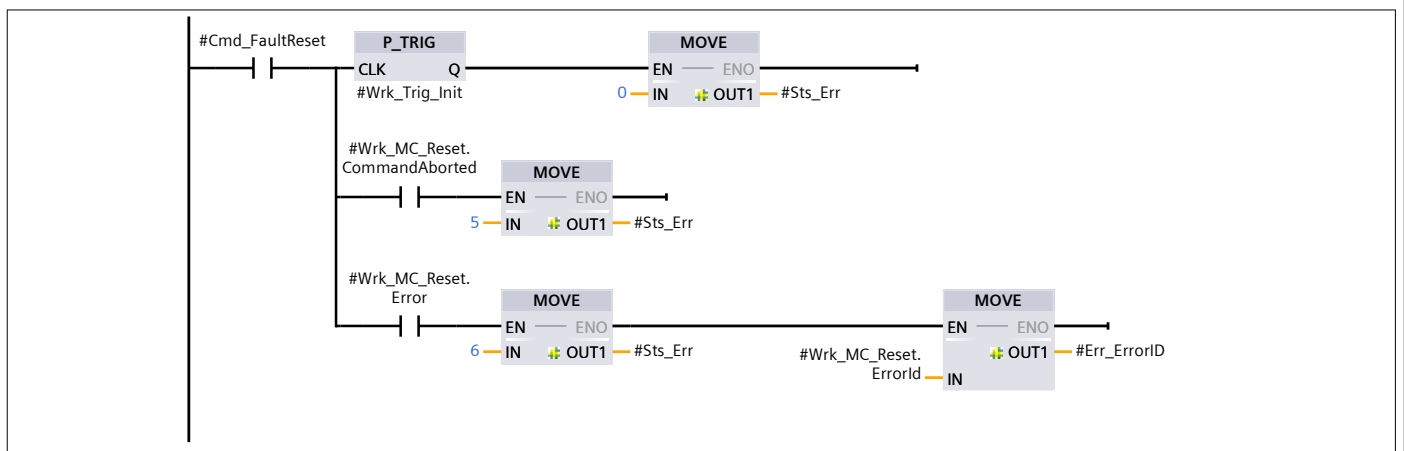 #Cmd_FaultReset
P_TRIG
CLK Q
#Wrk_Trig_Init
MOVE
EN ENO
0 IN OUT1 #Sts_Err
#Wrk_MC_Reset.
CommandAborted
MOVE
EN ENO
5 IN OUT1 #Sts_Err
#Wrk_MC_Reset.
Error
MOVE
EN ENO
6 IN OUT1 #Sts_Err
MOVE
EN ENO
OUT1 #Err_ErrorID
#Wrk_MC_Reset.
ErrorId IN